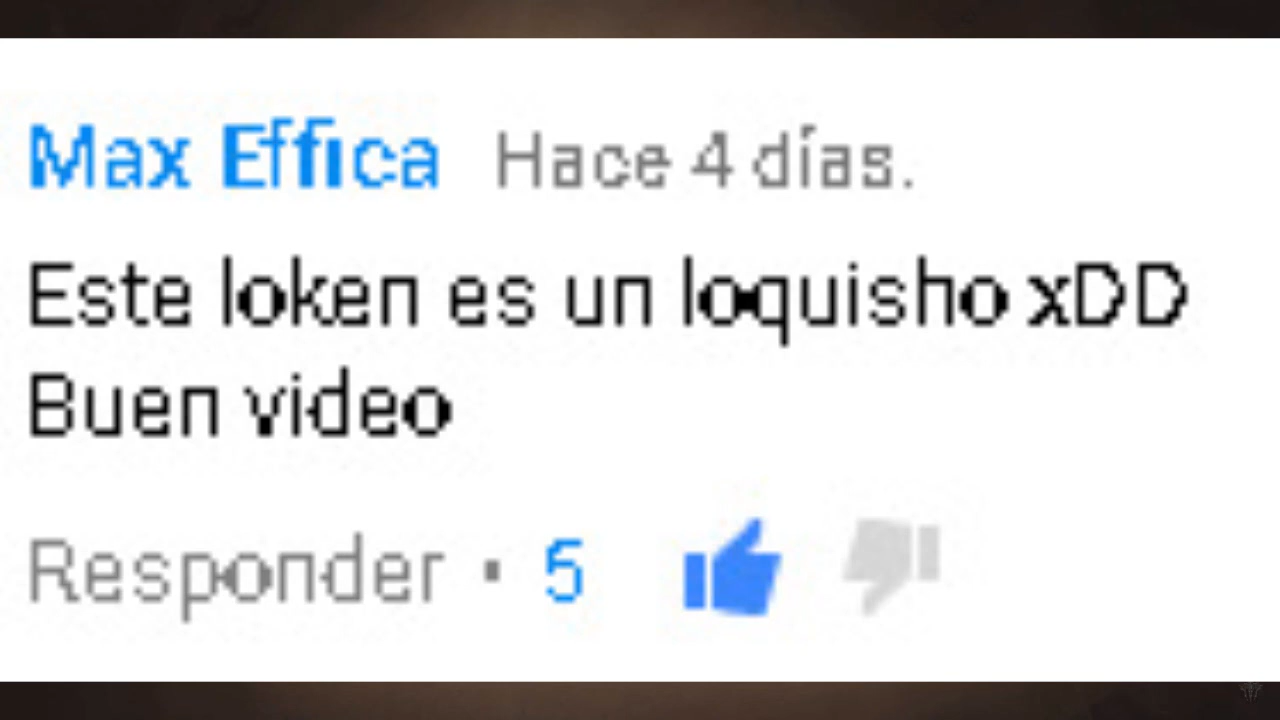 Max Effica Hace 4 días.
Este loken es un loquisho xDD
Buen video
Responder · 5